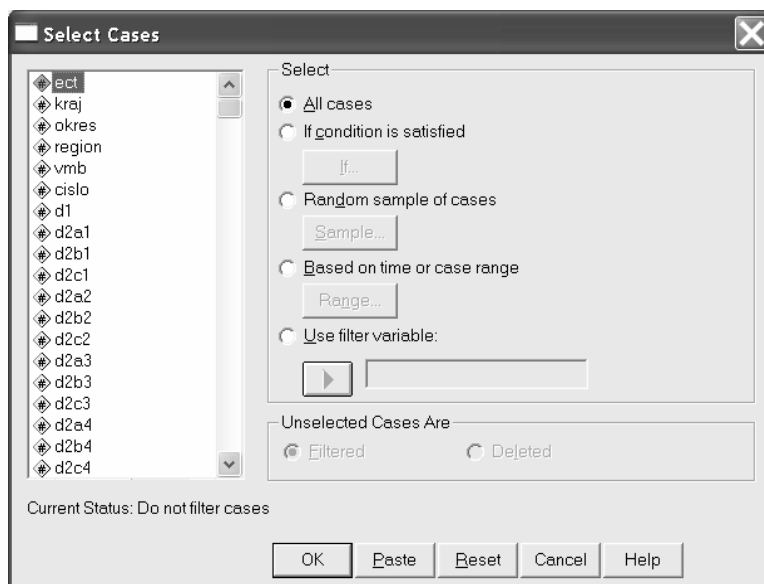 Select Cases
ect
kraj
okres
region
vmb
cislo
d1
d2a1
d2b1
d2c1
d2a2
d2b2
d2c2
d2a3
d2b3
d2c3
d2a4
d2b4
d2c4
Select
All cases
If condition is satisfied
If...
Random sample of cases
Sample...
Based on time or case range
Range...
Use filter variable:
Unselected Cases Are
Filtered
Deleted
Current Status: Do not filter cases
OK
Paste
Reset
Cancel
Help